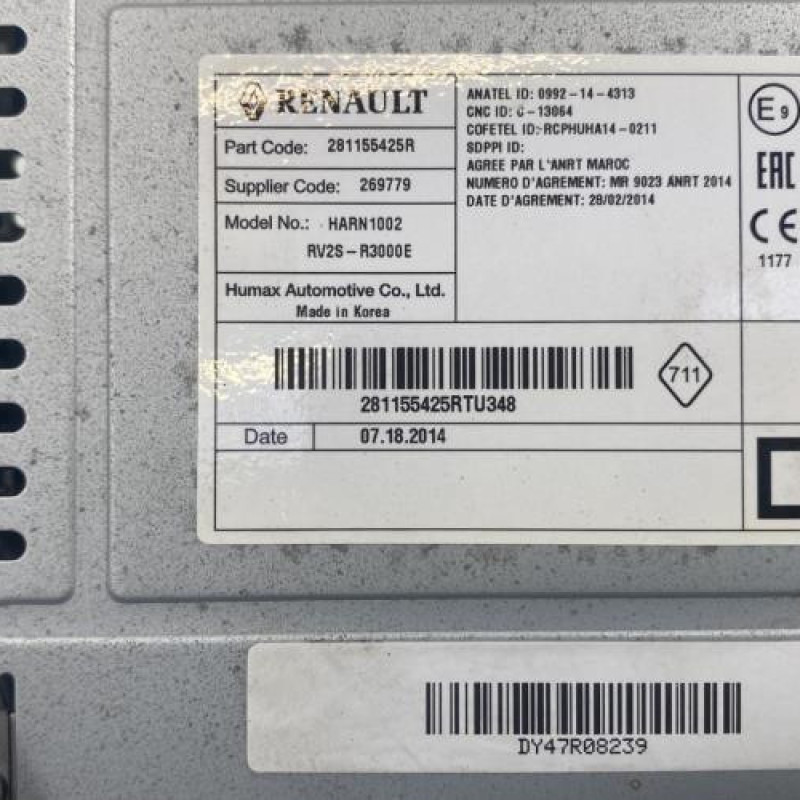 RENAULT
Part Code: 281155425R
Supplier Code: 269779
Model No.: HARN1002
RV2S-R3000E
Humax Automotive Co., Ltd.
Made in Korea
ANATEL ID: 0992-14-4313
CNC ID: C-13064
COFETEL ID:-RCPHUHA14-0211
SDPPI ID:
AGREE PAR L'ANRT MAROC
NUMERO D'AGREMENT: MR 9023 ANRT 2014
DATE D'AGREMENT: 28/02/2014
E9
EAC
CE
1177
281155425RTU348
711
Date 07.18.2014
DY47R08239